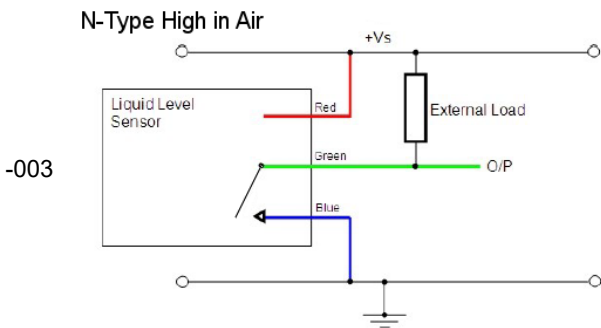 N-Type High in Air
+Vs
Liquid Level
Sensor
Red
External Load
-003
Green
O/P
Blue